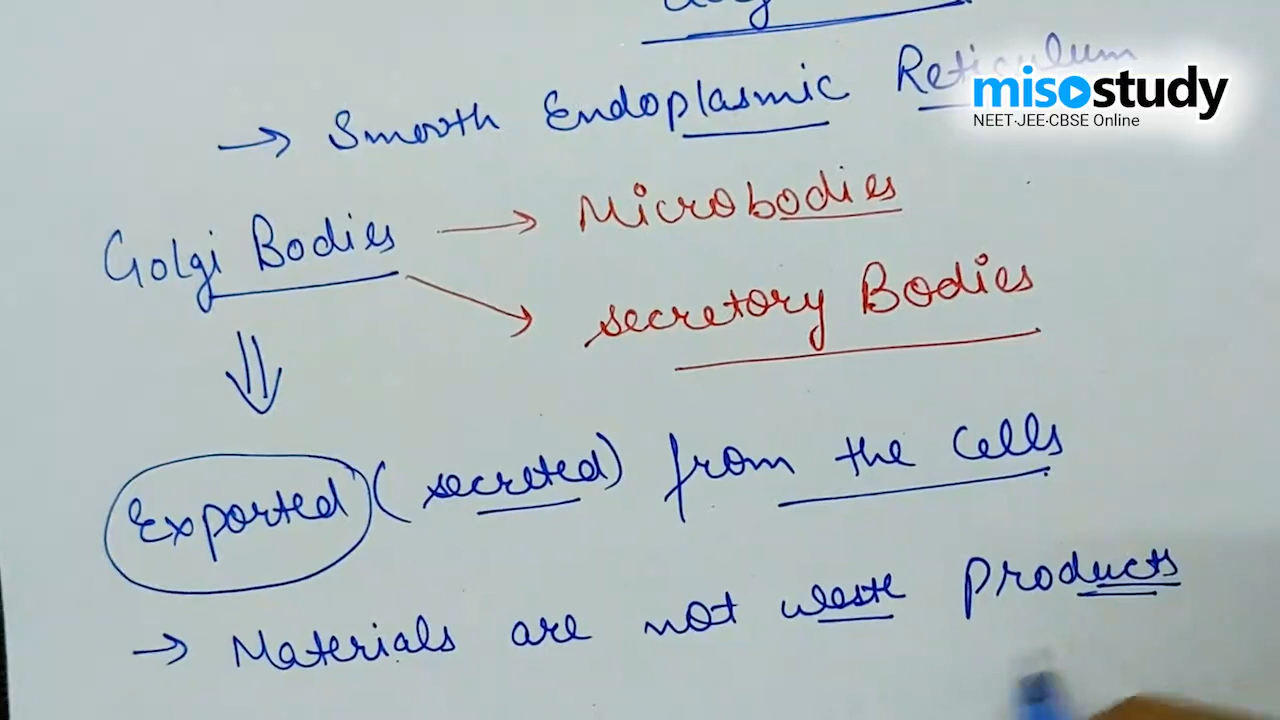 → Smooth Endoplasmic Reticulum
misostudy
NEET-JEE-CBSE Online
Golgi Bodies → Microbodies
→ secretory Bodies
⇓
Exported (secreted) from the cells
→ Materials are not waste products